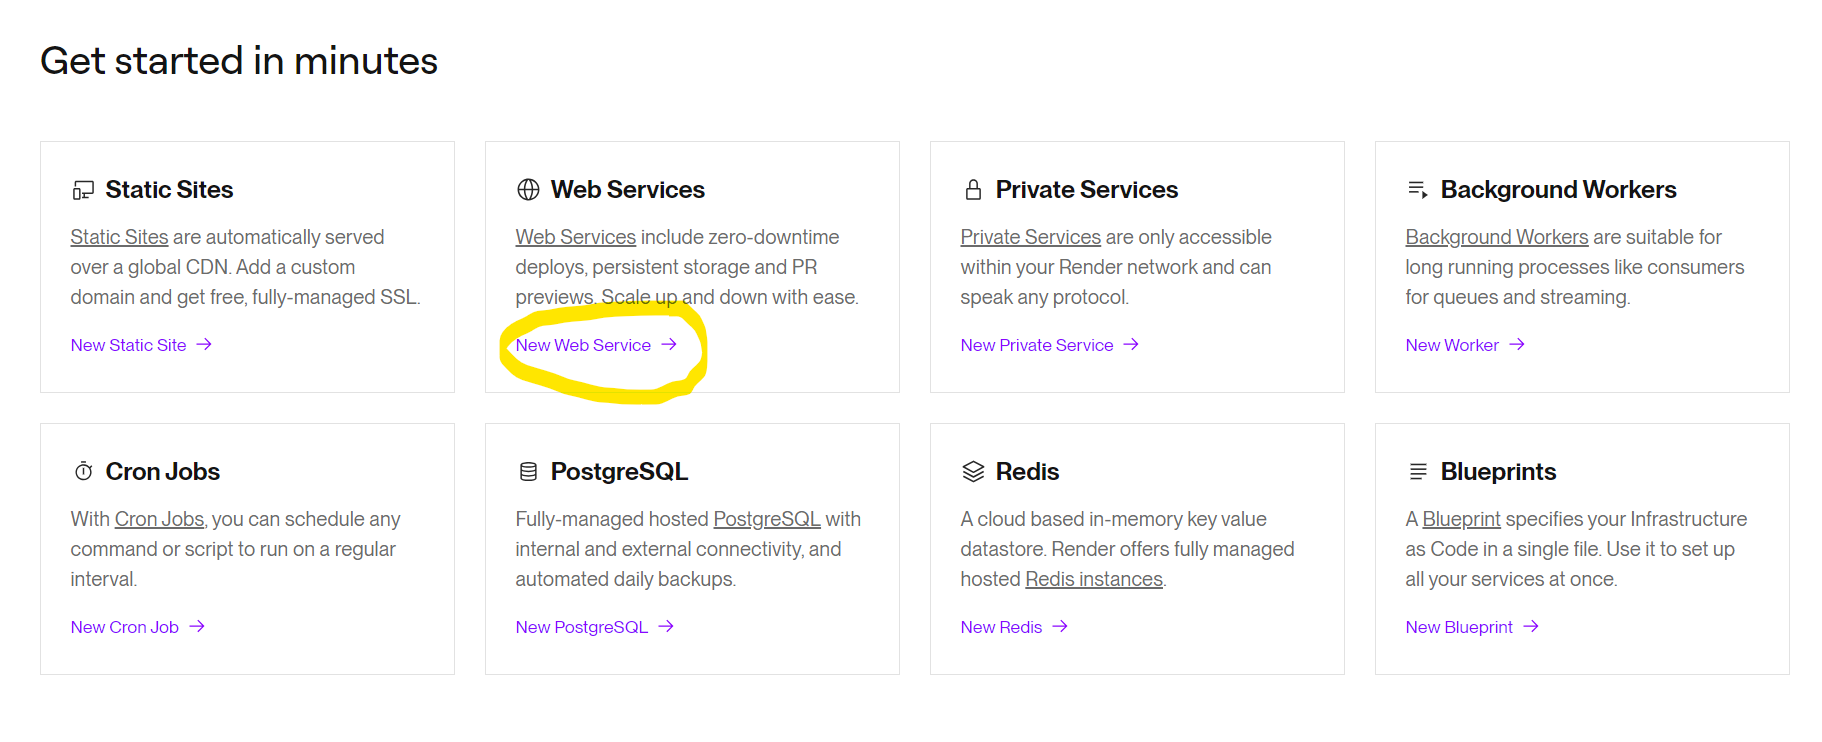 Get started in minutes
Static Sites
Static Sites are automatically served
over a global CDN. Add a custom
domain and get free, fully-managed SSL.
New Static Site →
Web Services
Web Services include zero-downtime
deploys, persistent storage and PR
previews. Scale up and down with ease.
New Web Service →
Private Services
Private Services are only accessible
within your Render network and can
speak any protocol.
New Private Service →
Background Workers
Background Workers are suitable for
long running processes like consumers
for queues and streaming.
New Worker →
Cron Jobs
With Cron Jobs, you can schedule any
command or script to run on a regular
interval.
New Cron Job →
PostgreSQL
Fully-managed hosted PostgreSQL with
internal and external connectivity, and
automated daily backups.
New PostgreSQL →
Redis
A cloud based in-memory key value
datastore. Render offers fully managed
hosted Redis instances.
New Redis →
Blueprints
A Blueprint specifies your Infrastructure
as Code in a single file. Use it to set up
all your services at once.
New Blueprint →